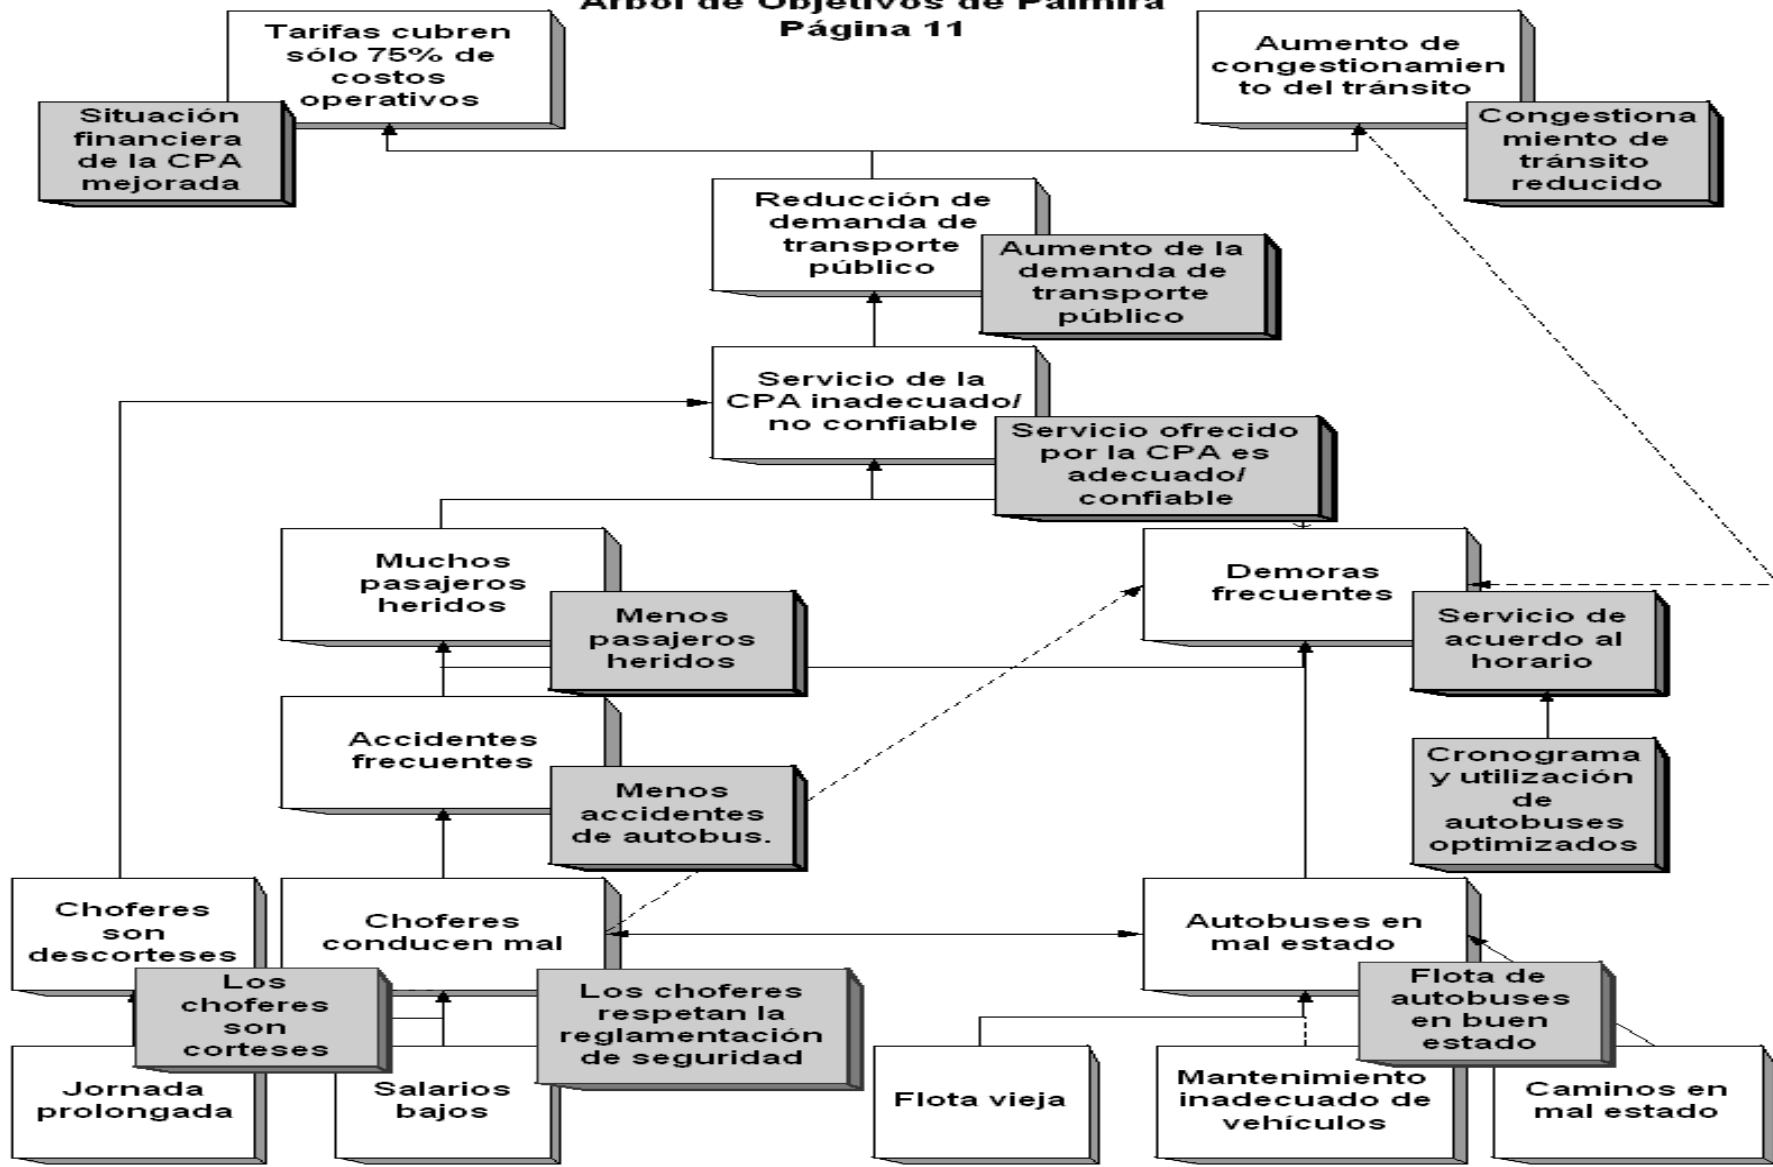 Árbol de Objetivos de Palmira
Página 11
Tarifas cubren
sólo 75% de
costos
operativos
Situación
financiera
de la CPA
mejorada
Aumento de
congestionamien
to del tránsito
Congestiona
miento de
tránsito
reducido
Reducción de
demanda de
transporte
público
Aumento de la
demanda de
transporte
público
Servicio de la
CPA inadecuado/
no confiable
Servicio ofrecido
por la CPA es
adecuado/
confiable
Muchos
pasajeros
heridos
Menos
pasajeros
heridos
Demoras
frecuentes
Servicio de
acuerdo al
horario
Accidentes
frecuentes
Menos
accidentes
de autobus.
Cronograma
y utilización
de
autobuses
optimizados
Choferes
son
descorteses
Los
choferes
son
corteses
Choferes
conducen mal
Los choferes
respetan la
reglamentación
de seguridad
Autobuses en
mal estado
Flota de
autobuses
en buen
estado
Jornada
prolongada
Salarios
bajos
Flota vieja
Mantenimiento
inadecuado de
vehículos
Caminos en
mal estado